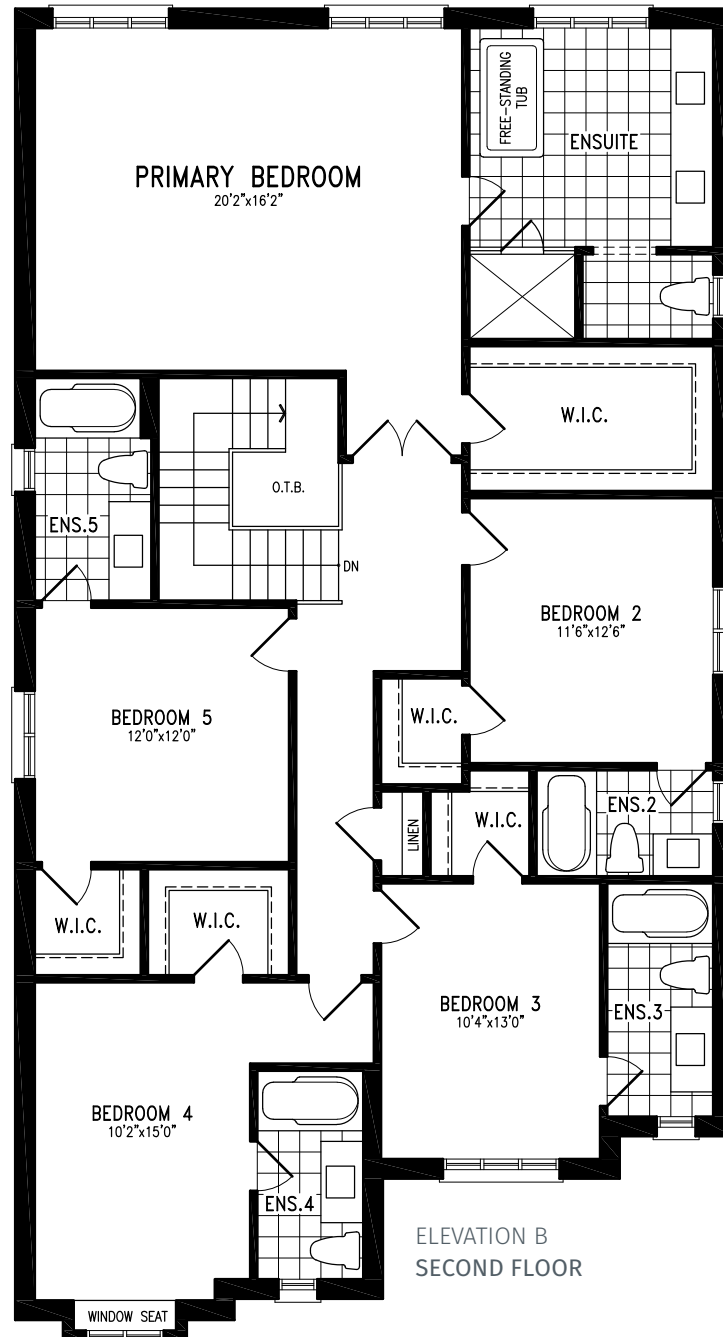 FREE-STANDING
TUB
ENSUITE
PRIMARY BEDROOM
20'2"x16'2"
W.I.C.
O.T.B.
ENS.5
DN
BEDROOM 2
11'6"x12'6"
BEDROOM 5
12'0"x12'0"
W.I.C.
ENS.2
LINEN
W.I.C.
W.I.C.
W.I.C.
BEDROOM 3
10'4"x13'0"
ENS.3
BEDROOM 4
10'2"x15'0"
ENS.4
ELEVATION B
SECOND FLOOR
WINDOW SEAT